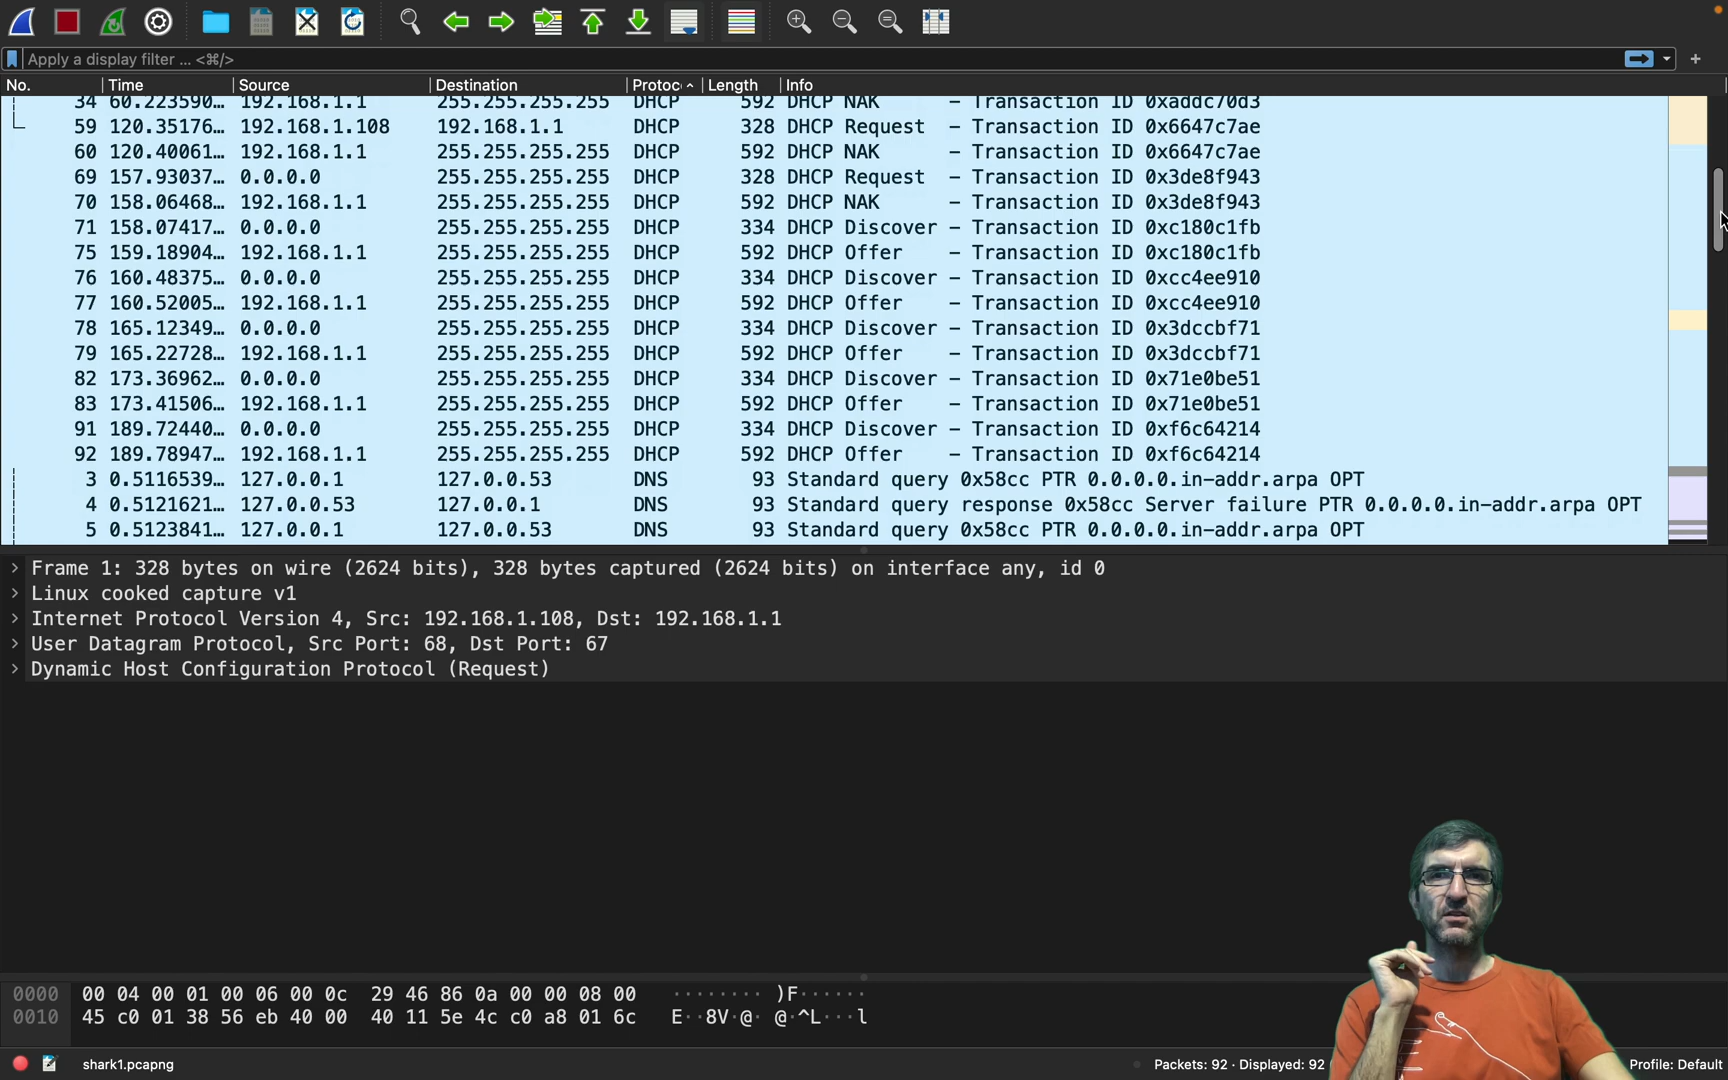 Apply a display filter ... <⌘/>
No. Time Source Destination Protoc Length Info
34 60.223590… 192.168.1.1 255.255.255.255 DHCP 592 DHCP NAK - Transaction ID 0xaddc70d3
59 120.35176… 192.168.1.108 192.168.1.1 DHCP 328 DHCP Request - Transaction ID 0x6647c7ae
60 120.40061… 192.168.1.1 255.255.255.255 DHCP 592 DHCP NAK - Transaction ID 0x6647c7ae
69 157.93037… 0.0.0.0 255.255.255.255 DHCP 328 DHCP Request - Transaction ID 0x3de8f943
70 158.06468… 192.168.1.1 255.255.255.255 DHCP 592 DHCP NAK - Transaction ID 0x3de8f943
71 158.07417… 0.0.0.0 255.255.255.255 DHCP 334 DHCP Discover - Transaction ID 0xc180c1fb
75 159.18904… 192.168.1.1 255.255.255.255 DHCP 592 DHCP Offer - Transaction ID 0xc180c1fb
76 160.48375… 0.0.0.0 255.255.255.255 DHCP 334 DHCP Discover - Transaction ID 0xcc4ee910
77 160.52005… 192.168.1.1 255.255.255.255 DHCP 592 DHCP Offer - Transaction ID 0xcc4ee910
78 165.12349… 0.0.0.0 255.255.255.255 DHCP 334 DHCP Discover - Transaction ID 0x3dccbf71
79 165.22728… 192.168.1.1 255.255.255.255 DHCP 592 DHCP Offer - Transaction ID 0x3dccbf71
82 173.36962… 0.0.0.0 255.255.255.255 DHCP 334 DHCP Discover - Transaction ID 0x71e0be51
83 173.41506… 192.168.1.1 255.255.255.255 DHCP 592 DHCP Offer - Transaction ID 0x71e0be51
91 189.72440… 0.0.0.0 255.255.255.255 DHCP 334 DHCP Discover - Transaction ID 0xf6c64214
92 189.78947… 192.168.1.1 255.255.255.255 DHCP 592 DHCP Offer - Transaction ID 0xf6c64214
3 0.5116539… 127.0.0.1 127.0.0.53 DNS 93 Standard query 0x58cc PTR 0.0.0.0.in-addr.arpa OPT
4 0.5121621… 127.0.0.53 127.0.0.1 DNS 93 Standard query response 0x58cc Server failure PTR 0.0.0.0.in-addr.arpa OPT
5 0.5123841… 127.0.0.1 127.0.0.53 DNS 93 Standard query 0x58cc PTR 0.0.0.0.in-addr.arpa OPT
Frame 1: 328 bytes on wire (2624 bits), 328 bytes captured (2624 bits) on interface any, id 0
Linux cooked capture v1
Internet Protocol Version 4, Src: 192.168.1.108, Dst: 192.168.1.1
User Datagram Protocol, Src Port: 68, Dst Port: 67
Dynamic Host Configuration Protocol (Request)
0000 00 04 00 01 00 06 00 0c 29 46 86 0a 00 00 08 00 ········ )F······
0010 45 c0 01 38 56 eb 40 00 40 11 5e 4c c0 a8 01 6c E··8V·@· @·^L···l
shark1.pcapng Packets: 92 · Displayed: 92 Profile: Default